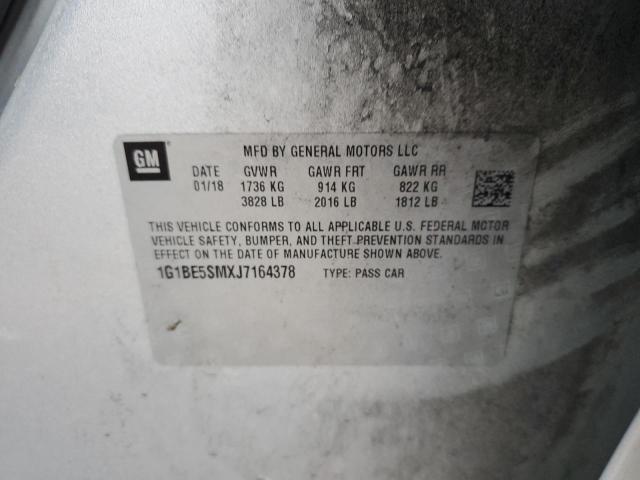 GM
MFD BY GENERAL MOTORS LLC
DATE GVWR GAWR FRT GAWR RR
01/18 1736 KG 914 KG 822 KG
3828 LB 2016 LB 1812 LB
THIS VEHICLE CONFORMS TO ALL APPLICABLE U.S. FEDERAL MOTOR
VEHICLE SAFETY, BUMPER, AND THEFT PREVENTION STANDARDS IN
EFFECT ON THE DATE OF MANUFACTURE SHOWN ABOVE.
1G1BE5SMXJ7164378 TYPE: PASS CAR